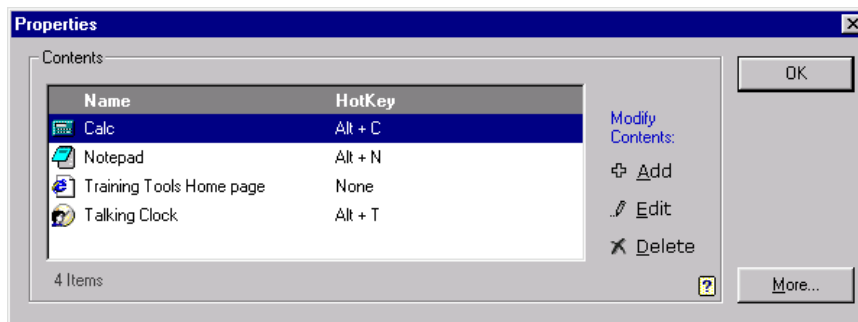 Properties
Contents
OK
Name HotKey
Calc Alt + C
Modify
Contents:
Notepad Alt + N
Add
Training Tools Home page None
Edit
Talking Clock Alt + T
Delete
4 Items
?
More...